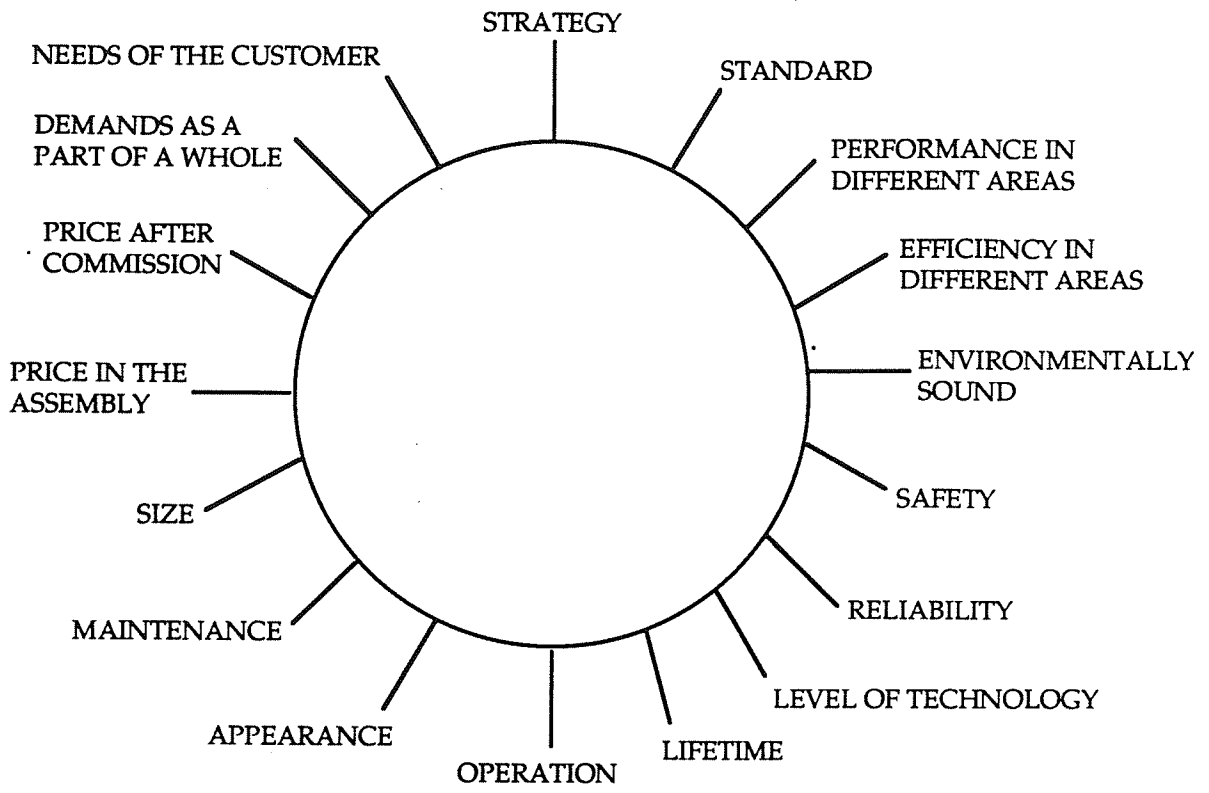 STRATEGY
STANDARD
PERFORMANCE IN
DIFFERENT AREAS
EFFICIENCY IN
DIFFERENT AREAS
ENVIRONMENTALLY
SOUND
SAFETY
RELIABILITY
LEVEL OF TECHNOLOGY
LIFETIME
OPERATION
APPEARANCE
MAINTENANCE
SIZE
PRICE IN THE
ASSEMBLY
PRICE AFTER
COMMISSION
DEMANDS AS A
PART OF A WHOLE
NEEDS OF THE CUSTOMER